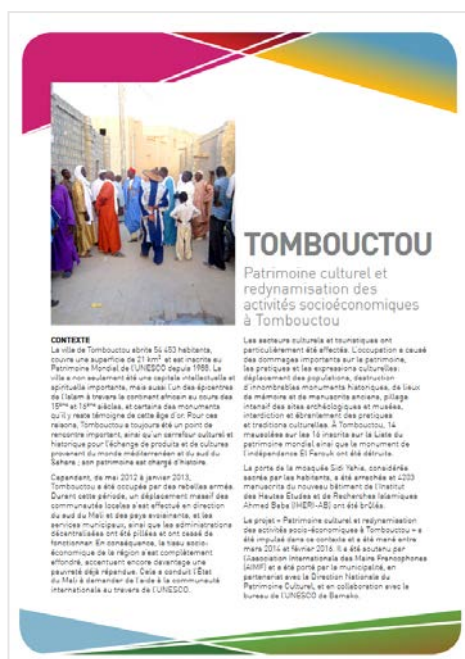 TOMBOUCTOU
Patrimoine culturel et
redynamisation des
activités socioéconomiques
à Tombouctou
CONTEXTE
La ville de Tombouctou abrite 54 453 habitants,
couvre une superficie de 21 km² et est inscrite au
Patrimoine Mondial de l'UNESCO depuis 1988. La
ville a non seulement été une capitale intellectuelle et
spirituelle importante, mais aussi l'un des épicentres
de l'Islam à travers le continent africain au cours des
15ème et 16ème siècles, et certains des monuments
qu'il y reste témoigne de cette âge d'or. Pour ces
raisons, Tombouctou a toujours été un point de
rencontre important, ainsi qu'un carrefour culturel et
historique pour l'échange de produits et de cultures
provenant du monde méditerranéen et du sud du
Sahara ; son patrimoine est chargé d'histoire.
Cependant, de mai 2012 à janvier 2013,
Tombouctou a été occupée par des rebelles armés.
Durant cette période, un déplacement massif des
communautés locales s'est effectué en direction
du sud du Mali et des pays avoisinants, et les
services municipaux, ainsi que les administrations
décentralisées ont été pillées et ont cessé de
fonctionner. En conséquence, le tissu socio-
économique de la région s'est complètement
effondré, accentuant encore davantage une
pauvreté déjà répandue. Cela a conduit l'État
du Mali à demander de l'aide à la communauté
internationale au travers de l'UNESCO.
Les secteurs culturels et touristiques ont
particulièrement été affectés. L'occupation a causé
des dommages importants sur le patrimoine,
les pratiques et les expressions culturelles:
déplacement des populations, destruction
d'innombrables monuments historiques, de lieux
de mémoire et de manuscrits anciens, pillage
intensif des sites archéologiques et musées,
interdiction et ébranlement des pratiques
et traditions culturelles. À Tombouctou, 14
mausolées sur les 16 inscrits sur la Liste du
patrimoine mondial ainsi que le monument de
l'indépendance El Farouk ont été détruits.
La porte de la mosquée Sidi Yahia, considérée
sacrée par les habitants, a été arrachée et 4203
manuscrits du nouveau bâtiment de l'Institut
des Hautes Études et de Recherches Islamiques
Ahmed Baba (IHERI-AB) ont été brûlés.
Le projet « Patrimoine culturel et redynamisation
des activités socio-économiques à Tombouctou » a
été impulsé dans ce contexte et a été mené entre
mars 2014 et février 2016. Il a été soutenu par
l'Association Internationale des Maires Francophones
(AIMF) et a été porté par la municipalité, en
partenariat avec la Direction Nationale du
Patrimoine Culturel, et en collaboration avec le
bureau de l'UNESCO de Bamako.